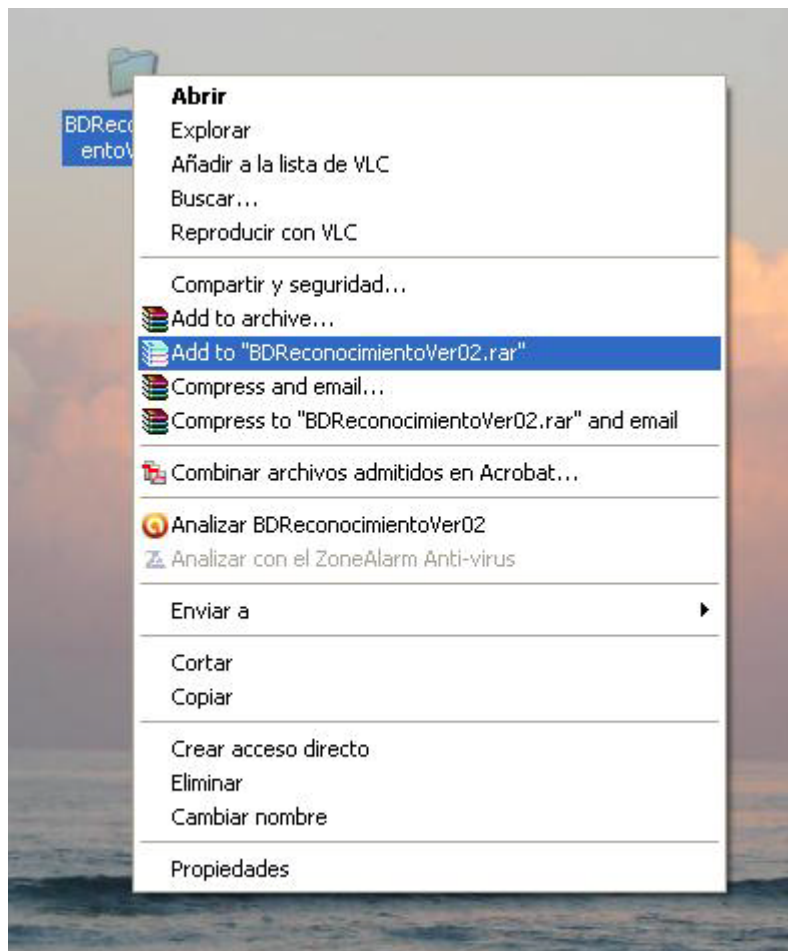 BDReco
ento
Abrir
Explorar
Añadir a la lista de VLC
Buscar...
Reproducir con VLC
Compartir y seguridad...
Add to archive...
Add to "BDReconocimientoVer02.rar"
Compress and email...
Compress to "BDReconocimientoVer02.rar" and email
Combinar archivos admitidos en Acrobat...
Analizar BDReconocimientoVer02
Analizar con el ZoneAlarm Anti-virus
Enviar a
Cortar
Copiar
Crear acceso directo
Eliminar
Cambiar nombre
Propiedades